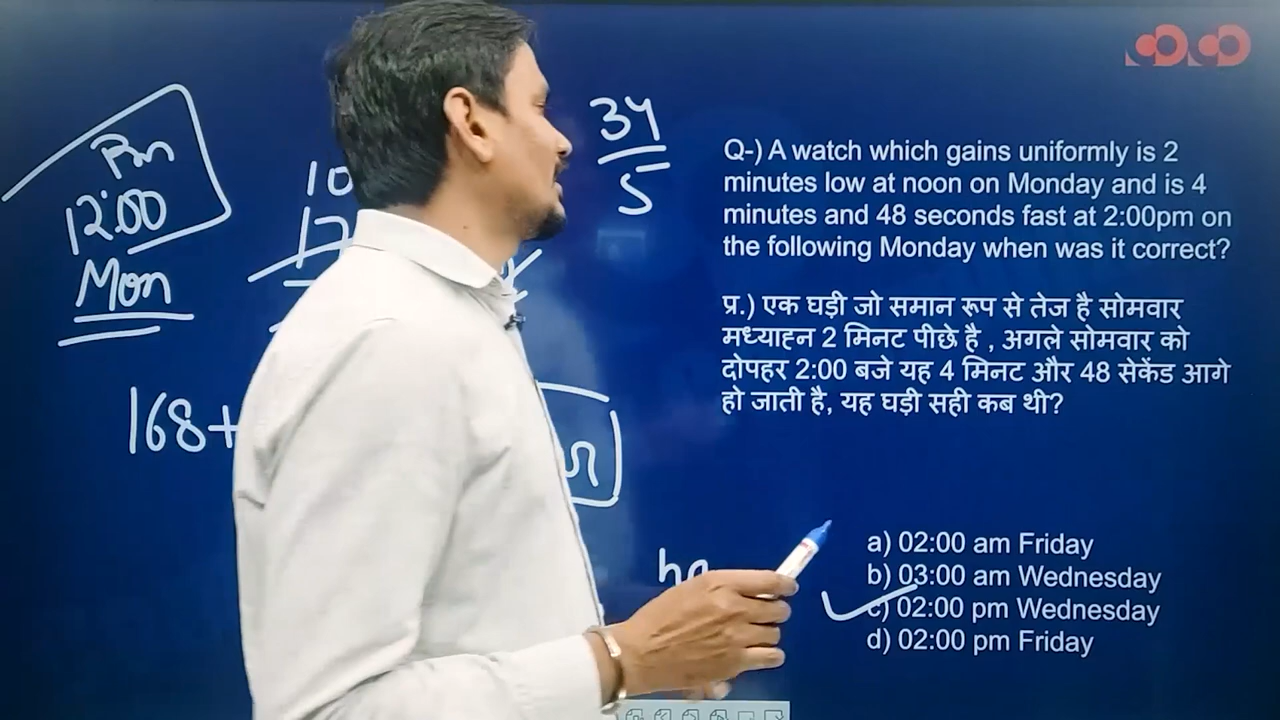 Pm
12:00
Mon
10
12
168+
34
5
Q-) A watch which gains uniformly is 2
minutes low at noon on Monday and is 4
minutes and 48 seconds fast at 2:00pm on
the following Monday when was it correct?
प्र.) एक घड़ी जो समान रूप से तेज है सोमवार
मध्याह्न 2 मिनट पीछे है , अगले सोमवार को
दोपहर 2:00 बजे यह 4 मिनट और 48 सेकेंड आगे
हो जाती है, यह घड़ी सही कब थी?
a) 02:00 am Friday
b) 03:00 am Wednesday
c) 02:00 pm Wednesday
d) 02:00 pm Friday